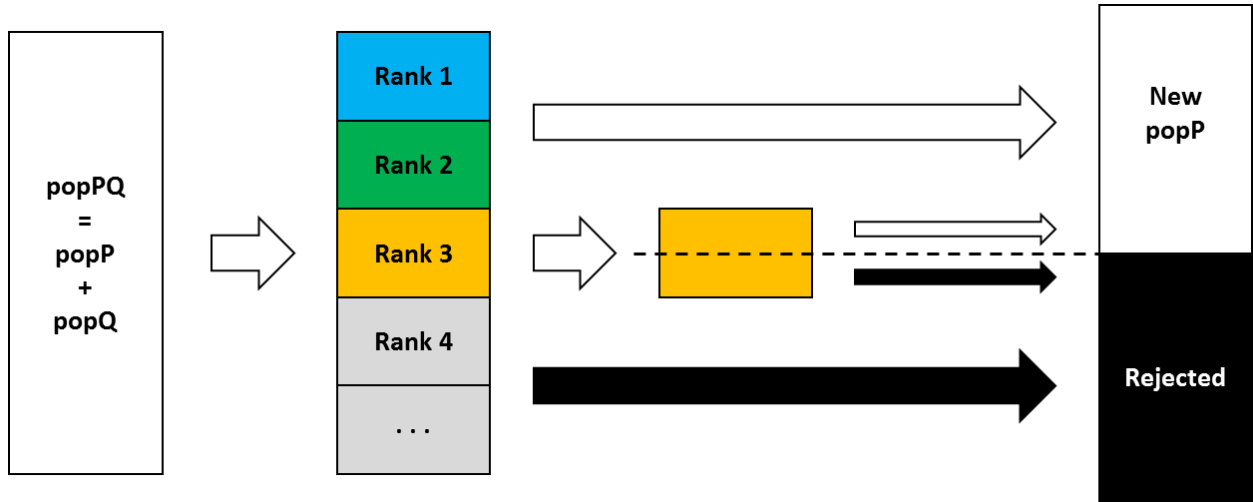 popPQ
=
popP
+
popQ
Rank 1
Rank 2
Rank 3
Rank 4
. . .
New
popP
Rejected